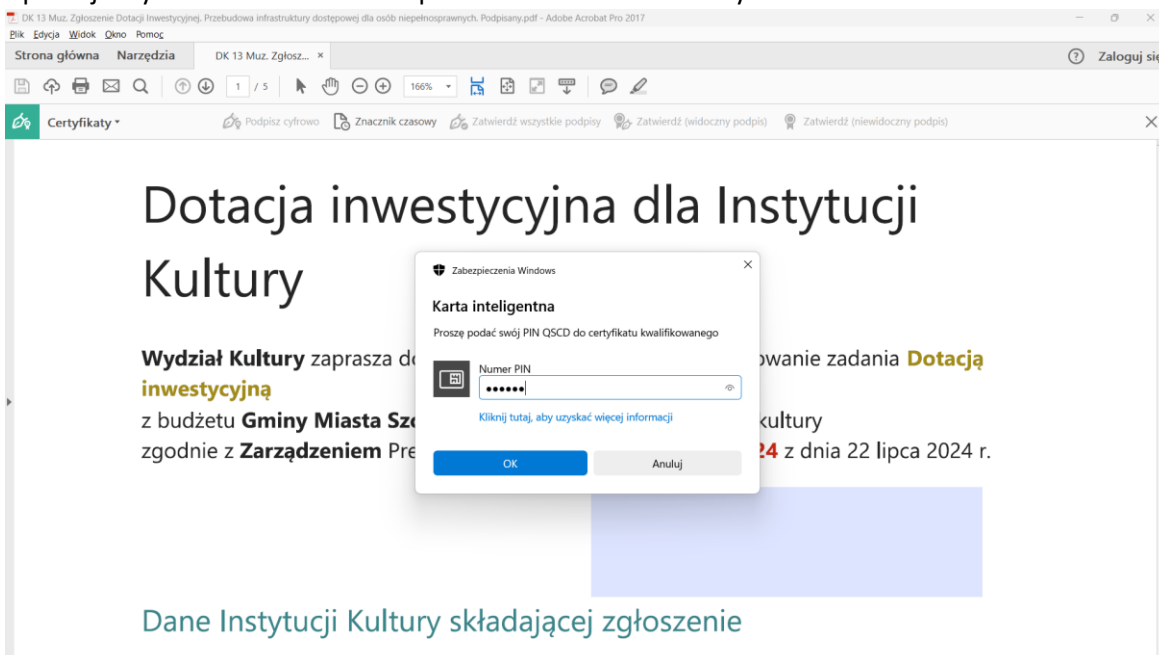 DK 13 Muz. Zgłoszenie Dotacji Inwestycyjnej. Przebudowa infrastruktury dostępowej dla osób niepełnosprawnych. Podpisany.pdf - Adobe Acrobat Pro 2017
Plik Edycja Widok Okno Pomoc
Strona główna Narzędzia DK 13 Muz. Zgłosz... × Zaloguj się
1 / 5 166%
Certyfikaty Podpisz cyfrowo Znacznik czasowy Zatwierdź wszystkie podpisy Zatwierdź (widoczny podpis) Zatwierdź (niewidoczny podpis)
Dotacja inwestycyjna dla Instytucji
Kultury
Zabezpieczenia Windows
Karta inteligentna
Proszę podać swój PIN QSCD do certyfikatu kwalifikowanego
Numer PIN
••••••
Kliknij tutaj, aby uzyskać więcej informacji
OK Anuluj
Wydział Kultury zaprasza do owanie zadania Dotacją
inwestycyjną
z budżetu Gminy Miasta Szc kultury
zgodnie z Zarządzeniem Pre 24 z dnia 22 lipca 2024 r.
Dane Instytucji Kultury składającej zgłoszenie